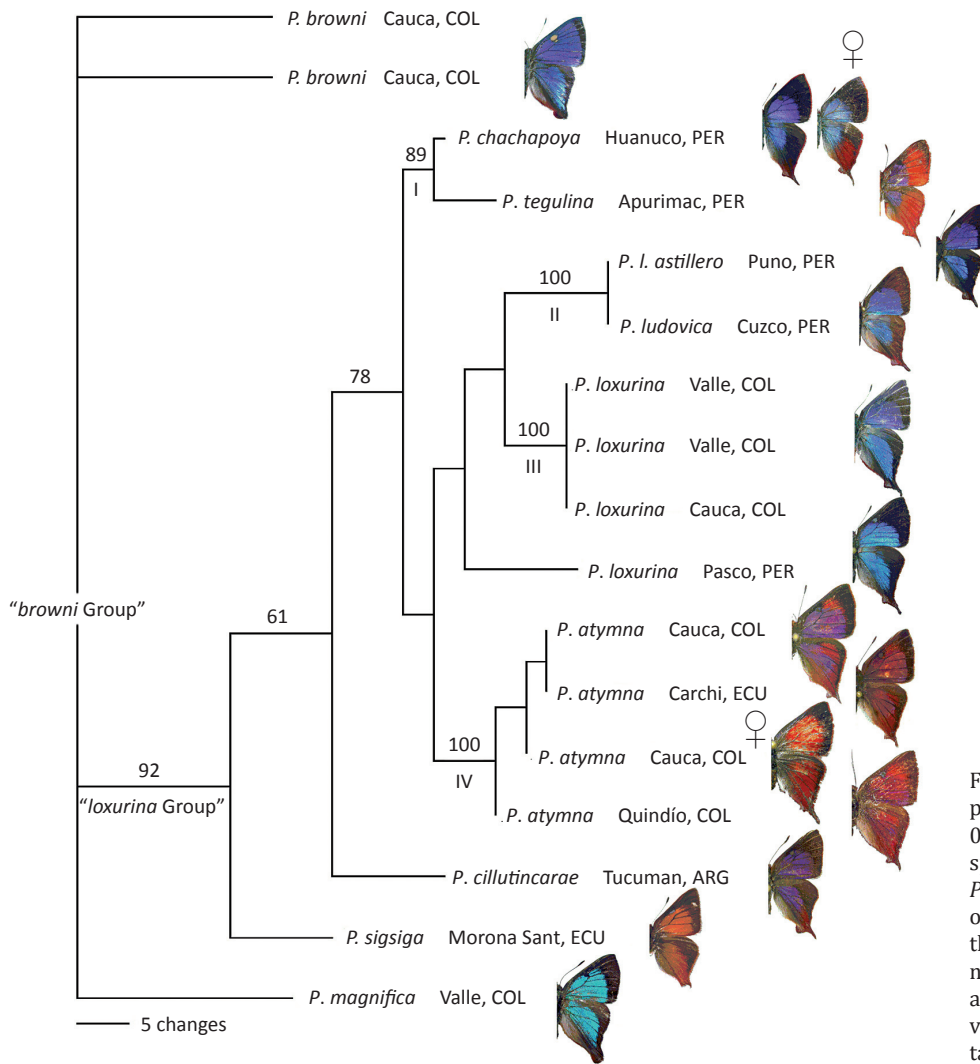 P. browni Cauca, COL
♀
P. browni Cauca, COL
P. chachapoya Huanuco, PER
89
I
P. tegulina Apurimac, PER
P. l. astillero Puno, PER
100
II
P. ludovica Cuzco, PER
78
P. loxurina Valle, COL
100
P. loxurina Valle, COL
III
P. loxurina Cauca, COL
P. loxurina Pasco, PER
"browni Group"
61
P. atymna Cauca, COL
P. atymna Carchi, ECU
♀
100
P. atymna Cauca, COL
IV
92
"loxurina Group"
P. atymna Quindío, COL
P. cillutincarae Tucuman, ARG
P. sigsiga Morona Sant, ECU
P. magnifica Valle, COL
5 changes
F
p
0
s
P
o
th
n
a
v
t